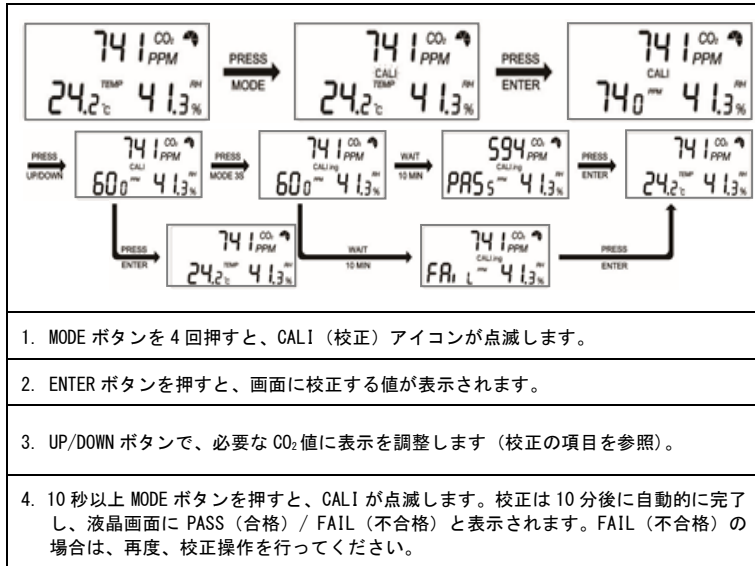 741 CO₂ PPM
24.2℃ TEMP 41.3% RH
PRESS
MODE
741 CO₂ PPM
CALI
24.2℃ TEMP 41.3% RH
PRESS
ENTER
741 CO₂ PPM
CALI
740 PPM 41.3% RH
PRESS
UP/DOWN
741 CO₂ PPM
CALI
600 PPM 41.3% RH
PRESS
MODE 3S
741 CO₂ PPM
CALI.ing
600 PPM 41.3% RH
WAIT
10 MIN
594 CO₂ PPM
CALI.ing
PASS PPM 41.3% RH
PRESS
ENTER
741 CO₂ PPM
24.2℃ TEMP 41.3% RH
PRESS
ENTER
741 CO₂ PPM
24.2℃ TEMP 41.3% RH
WAIT
10 MIN
741 CO₂ PPM
CALI.ing
FAIL PPM 41.3% RH
PRESS
ENTER
1. MODE ボタンを 4 回押すと、CALI（校正）アイコンが点滅します。
2. ENTER ボタンを押すと、画面に校正する値が表示されます。
3. UP/DOWN ボタンで、必要な CO₂値に表示を調整します（校正の項目を参照）。
4. 10 秒以上 MODE ボタンを押すと、CALI が点滅します。校正は 10 分後に自動的に完了
し、液晶画面に PASS（合格）/ FAIL（不合格）と表示されます。FAIL（不合格）の
場合は、再度、校正操作を行ってください。